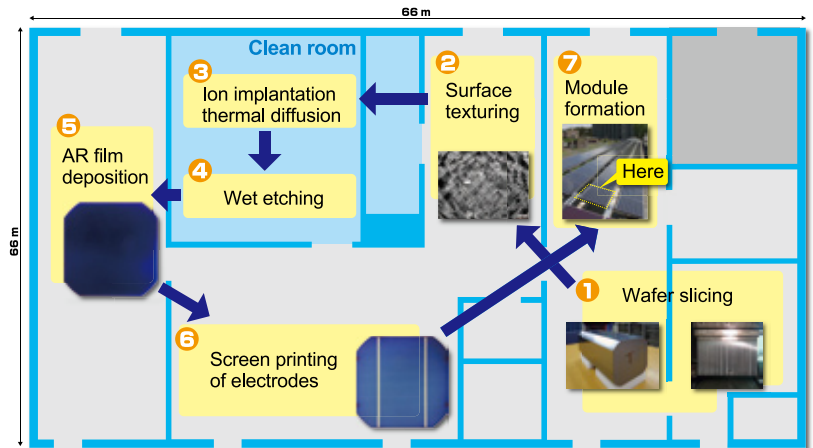 66 m
66 m
Clean room
1
Wafer slicing
2
Surface
texturing
3
Ion implantation
thermal diffusion
4
Wet etching
5
AR film
deposition
6
Screen printing
of electrodes
7
Module
formation
Here